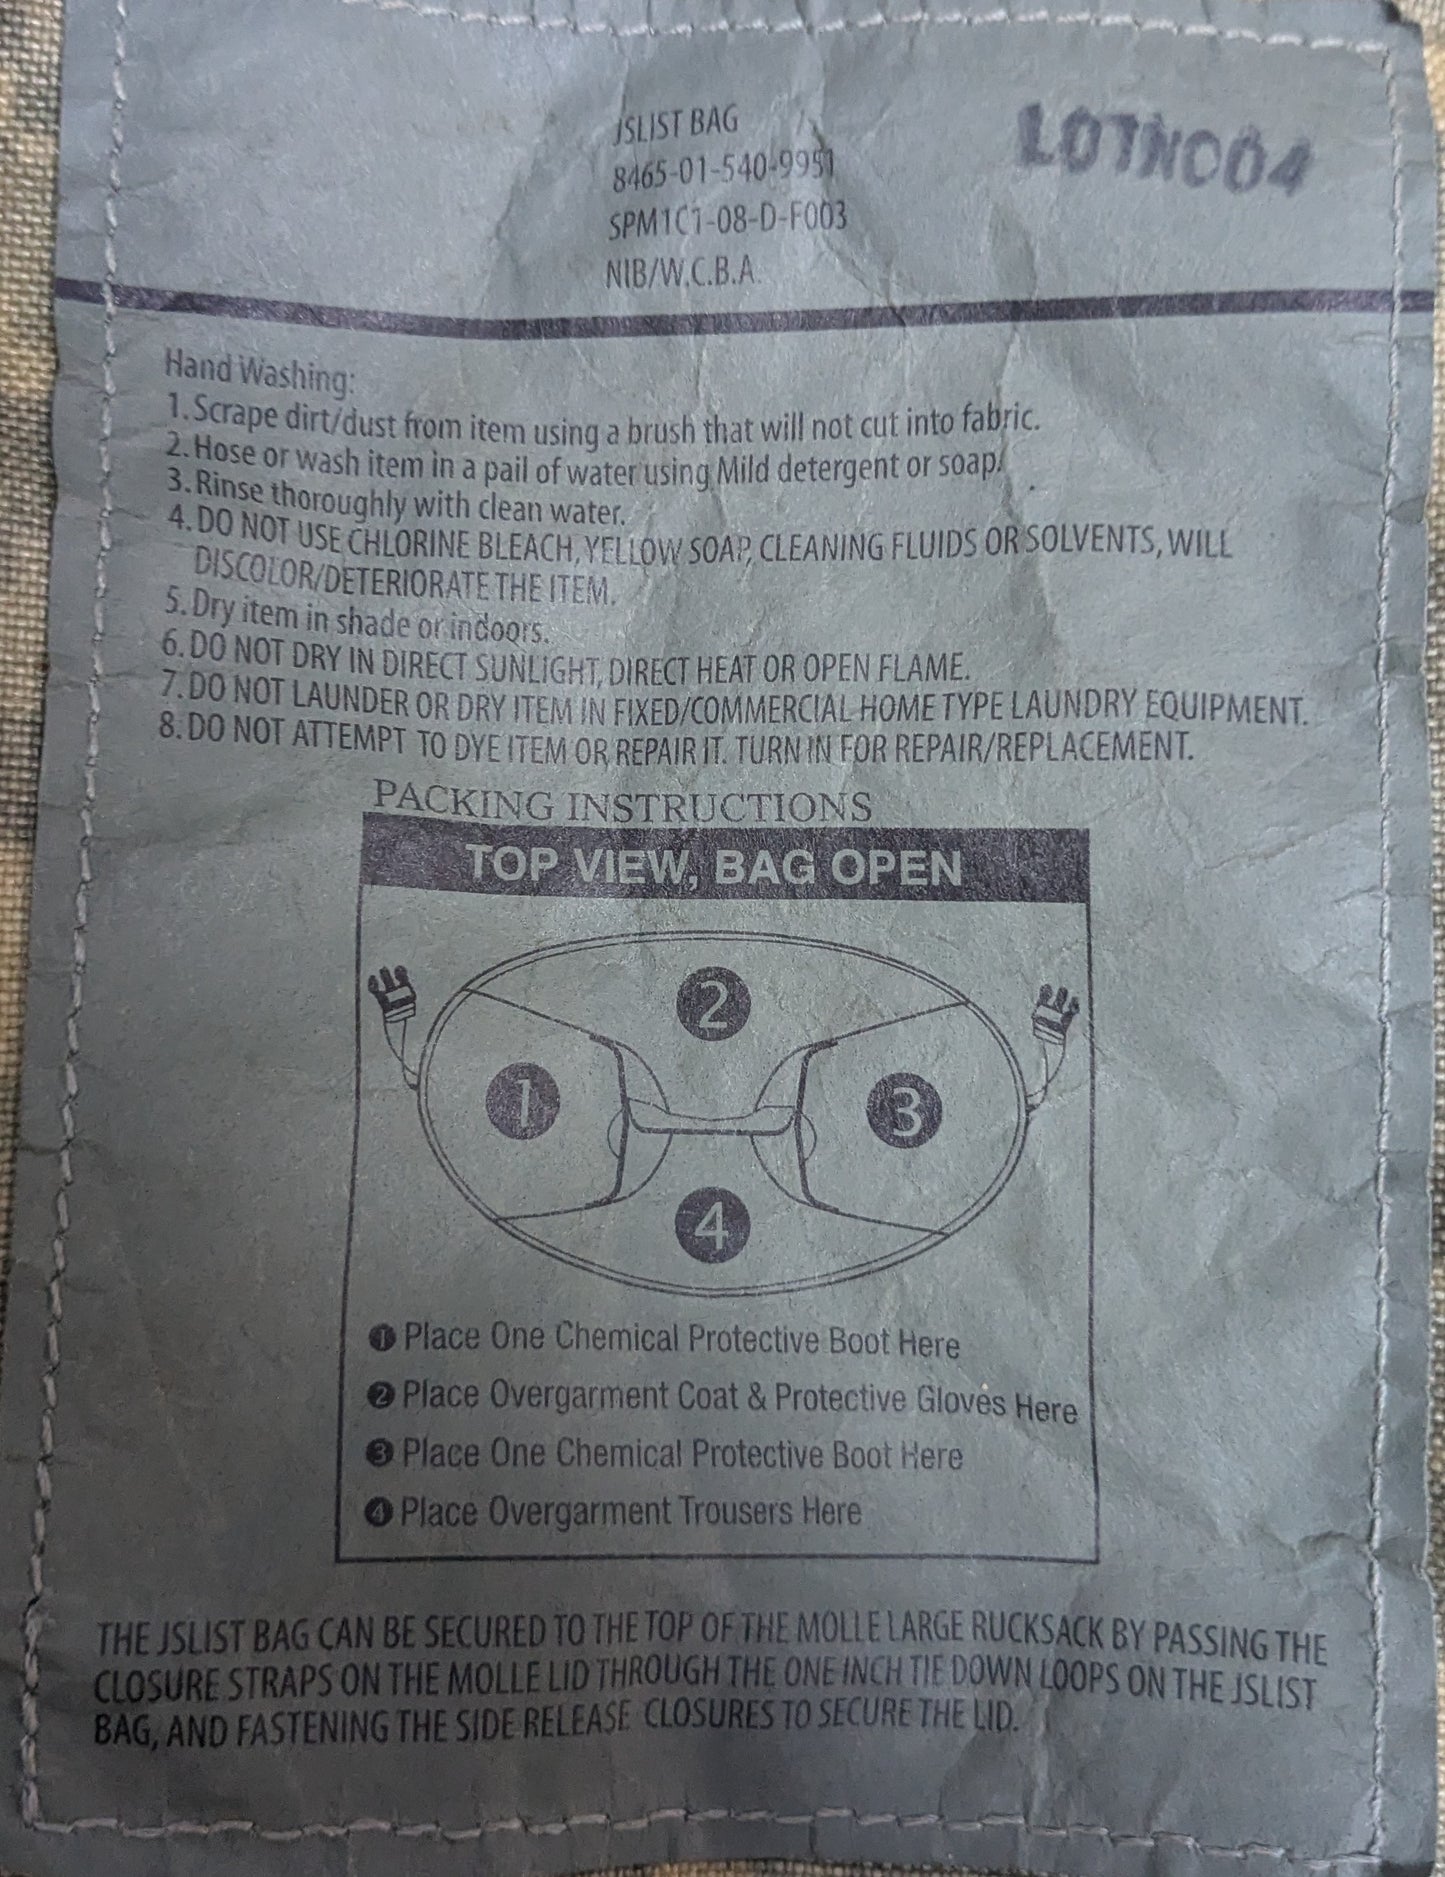 JSLIST BAG
8465-01-540-9951
SPM1C1-08-D-F003
NIB/W.C.B.A.
LOTNO04
Hand Washing:
1. Scrape dirt/dust from item using a brush that will not cut into fabric.
2. Hose or wash item in a pail of water using Mild detergent or soap.
3. Rinse thoroughly with clean water.
4. DO NOT USE CHLORINE BLEACH, YELLOW SOAP, CLEANING FLUIDS OR SOLVENTS, WILL
DISCOLOR/DETERIORATE THE ITEM.
5. Dry item in shade or indoors.
6. DO NOT DRY IN DIRECT SUNLIGHT, DIRECT HEAT OR OPEN FLAME.
7. DO NOT LAUNDER OR DRY ITEM IN FIXED/COMMERCIAL HOME TYPE LAUNDRY EQUIPMENT.
8. DO NOT ATTEMPT TO DYE ITEM OR REPAIR IT. TURN IN FOR REPAIR/REPLACEMENT.
PACKING INSTRUCTIONS
TOP VIEW, BAG OPEN
2
1
3
4
1 Place One Chemical Protective Boot Here
2 Place Overgarment Coat & Protective Gloves Here
3 Place One Chemical Protective Boot Here
4 Place Overgarment Trousers Here
THE JSLIST BAG CAN BE SECURED TO THE TOP OF THE MOLLE LARGE RUCKSACK BY PASSING THE
CLOSURE STRAPS ON THE MOLLE LID THROUGH THE ONE INCH TIE DOWN LOOPS ON THE JSLIST
BAG, AND FASTENING THE SIDE RELEASE CLOSURES TO SECURE THE LID.